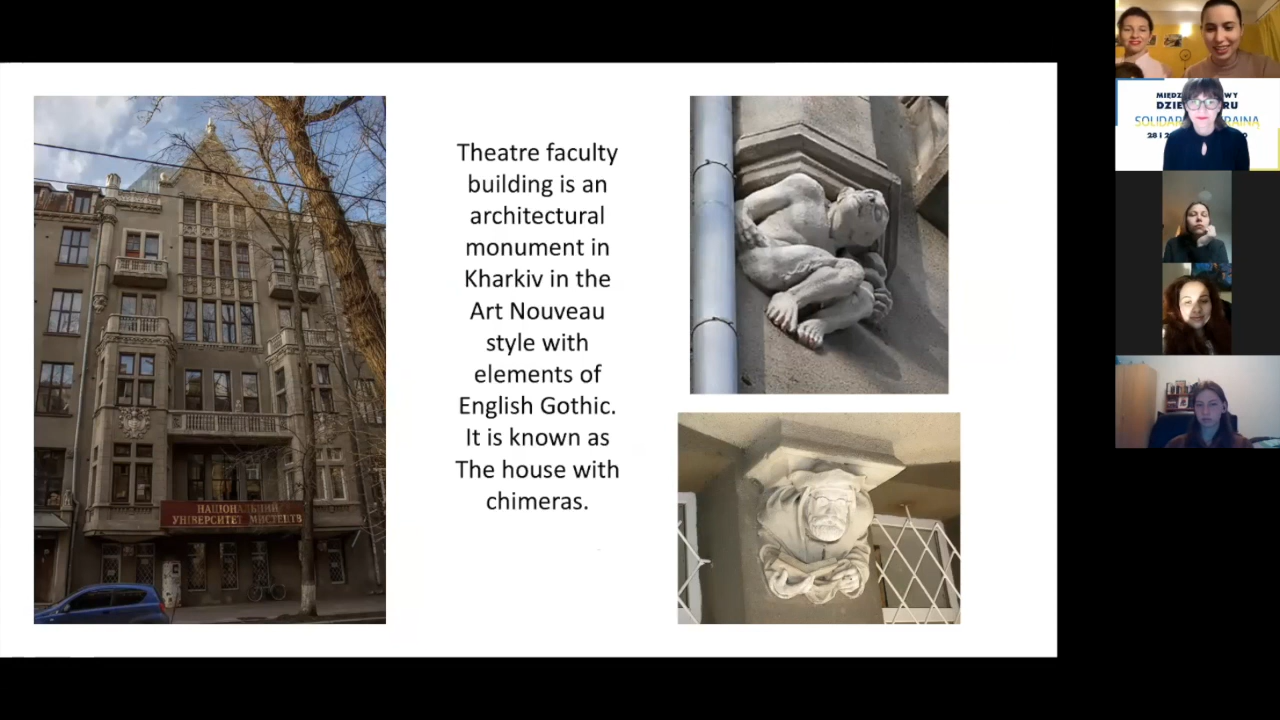 Theatre faculty
building is an
architectural
monument in
Kharkiv in the
Art Nouveau
style with
elements of
English Gothic.
It is known as
The house with
chimeras.
НАЦІОНАЛЬНИЙ
УНІВЕРСИТЕТ МИСТЕЦТВ